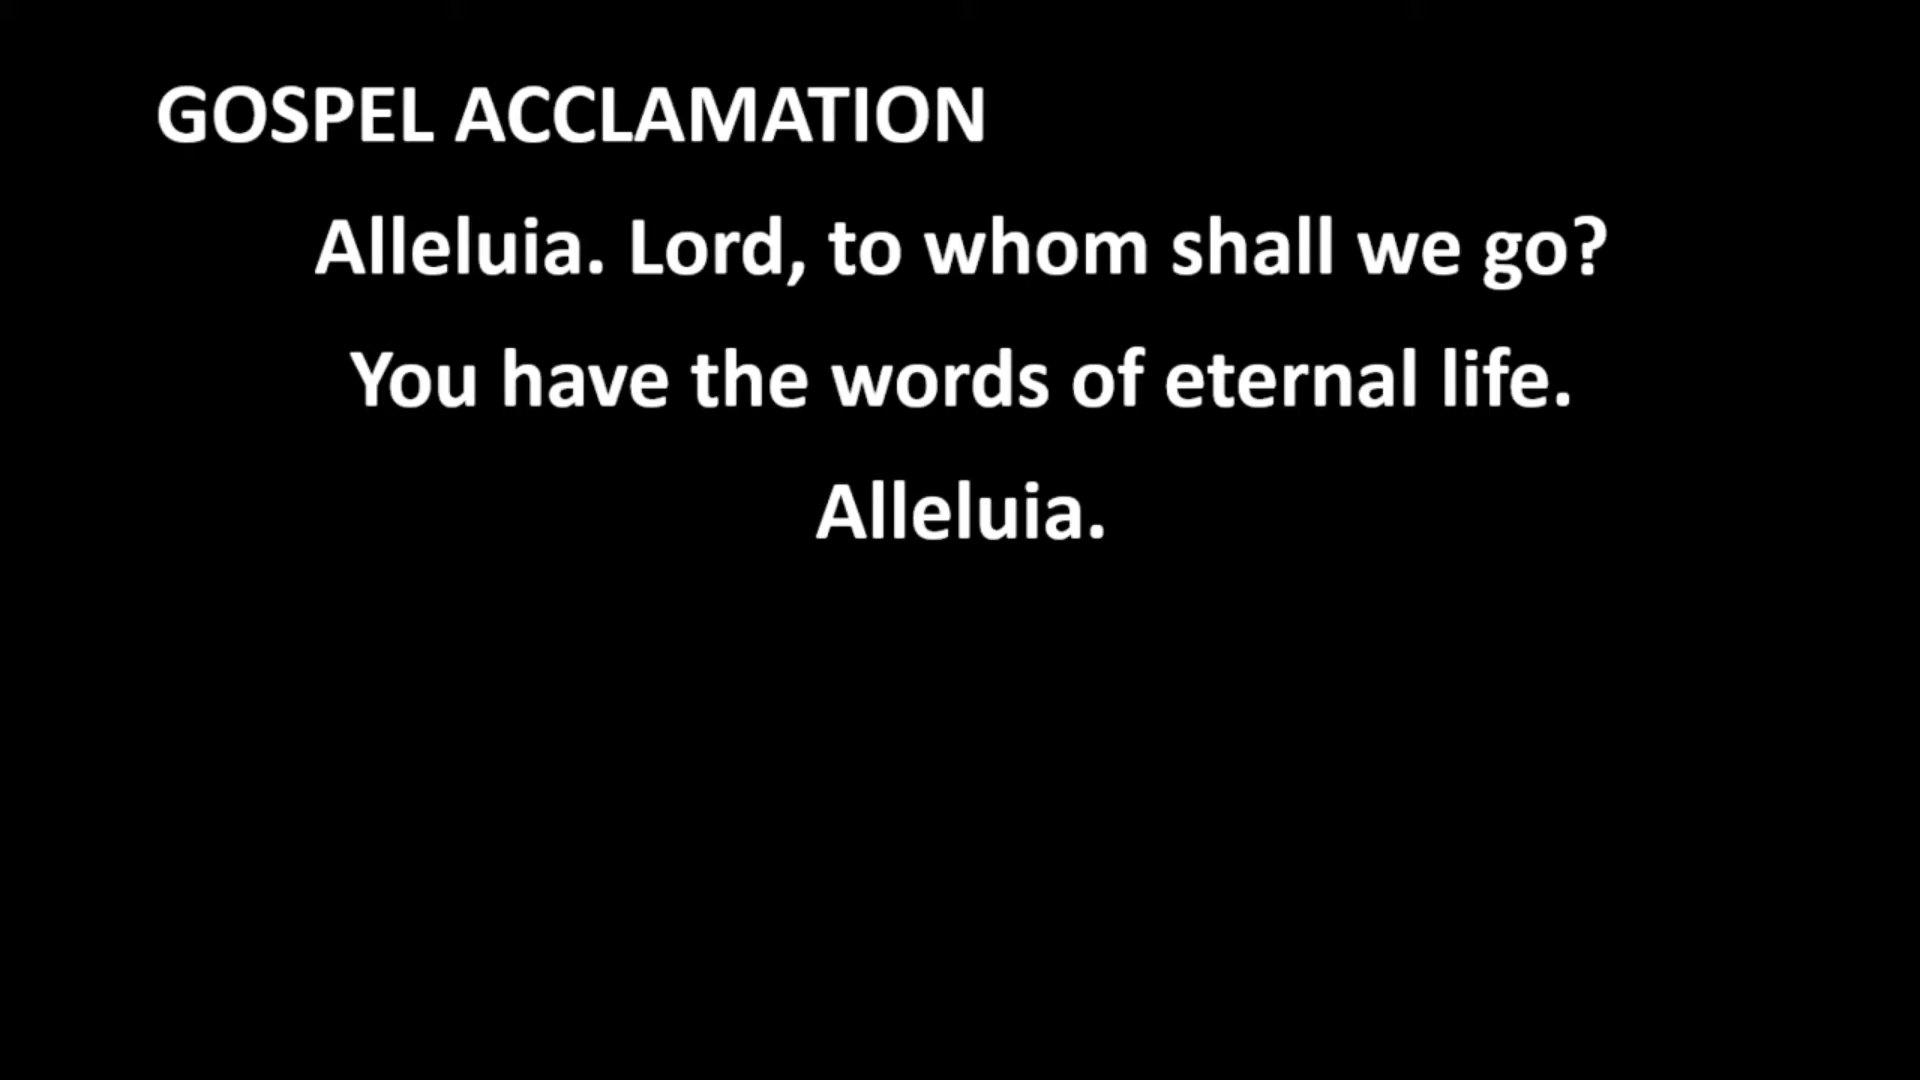 GOSPEL ACCLAMATION
Alleluia. Lord, to whom shall we go?
You have the words of eternal life.
Alleluia.